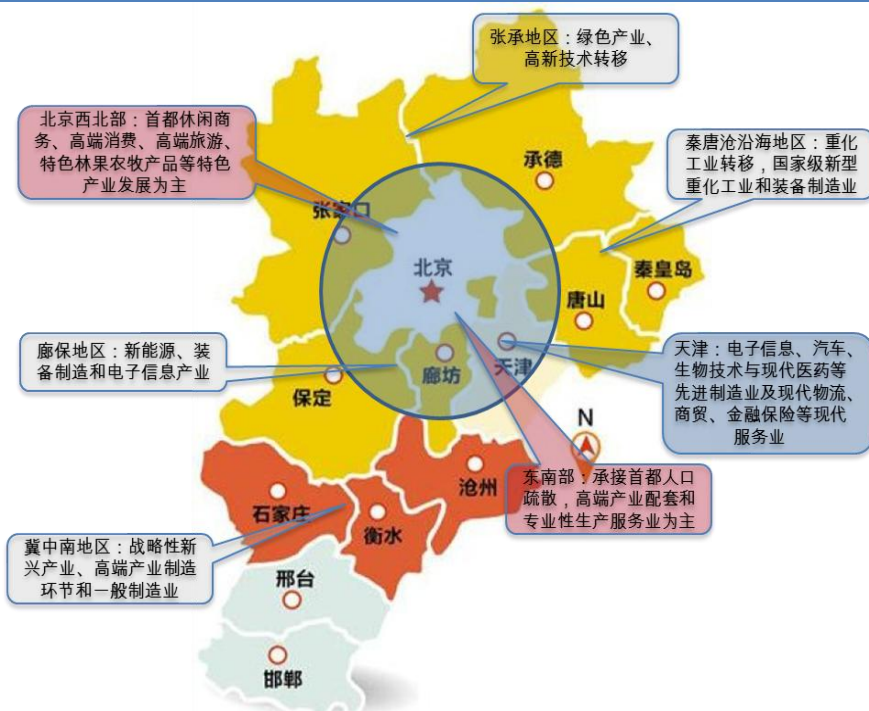 张承地区：绿色产业、
高新技术转移
北京西北部：首都休闲商
务、高端消费、高端旅游、
特色林果农牧产品等特色
产业发展为主
秦唐沧沿海地区：重化
工业转移，国家级新型
重化工业和装备制造业
承德
张家口
北京
秦皇岛
唐山
廊保地区：新能源、装
备制造和电子信息产业
天津：电子信息、汽车、
生物技术与现代医药等
先进制造业及现代物流、
商贸、金融保险等现代
服务业
廊坊
天津
保定
N
东南部：承接首都人口
疏散，高端产业配套和
专业性生产服务业为主
沧州
石家庄
衡水
冀中南地区：战略性新
兴产业、高端产业制造
环节和一般制造业
邢台
邯郸